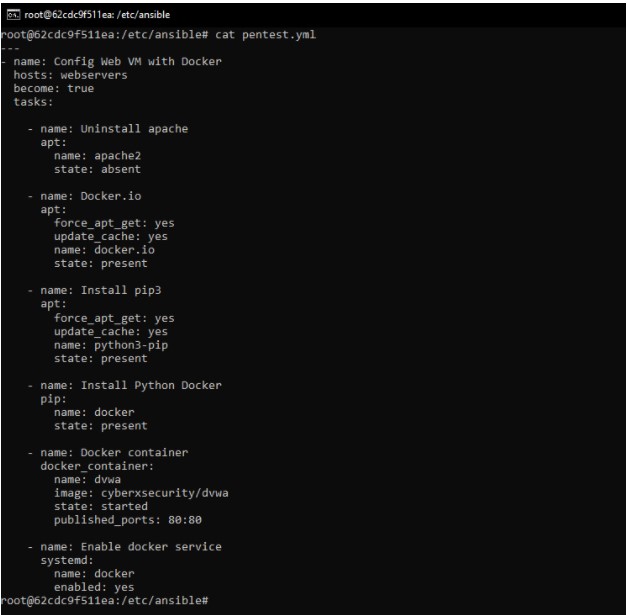 root@62cdc9f511ea: /etc/ansible
root@62cdc9f511ea:/etc/ansible# cat pentest.yml
---
- name: Config Web VM with Docker
  hosts: webservers
  become: true
  tasks:

    - name: Uninstall apache
      apt:
        name: apache2
        state: absent

    - name: Docker.io
      apt:
        force_apt_get: yes
        update_cache: yes
        name: docker.io
        state: present

    - name: Install pip3
      apt:
        force_apt_get: yes
        update_cache: yes
        name: python3-pip
        state: present

    - name: Install Python Docker
      pip:
        name: docker
        state: present

    - name: Docker container
      docker_container:
        name: dvwa
        image: cyberxsecurity/dvwa
        state: started
        published_ports: 80:80

    - name: Enable docker service
      systemd:
        name: docker
        enabled: yes
root@62cdc9f511ea:/etc/ansible#